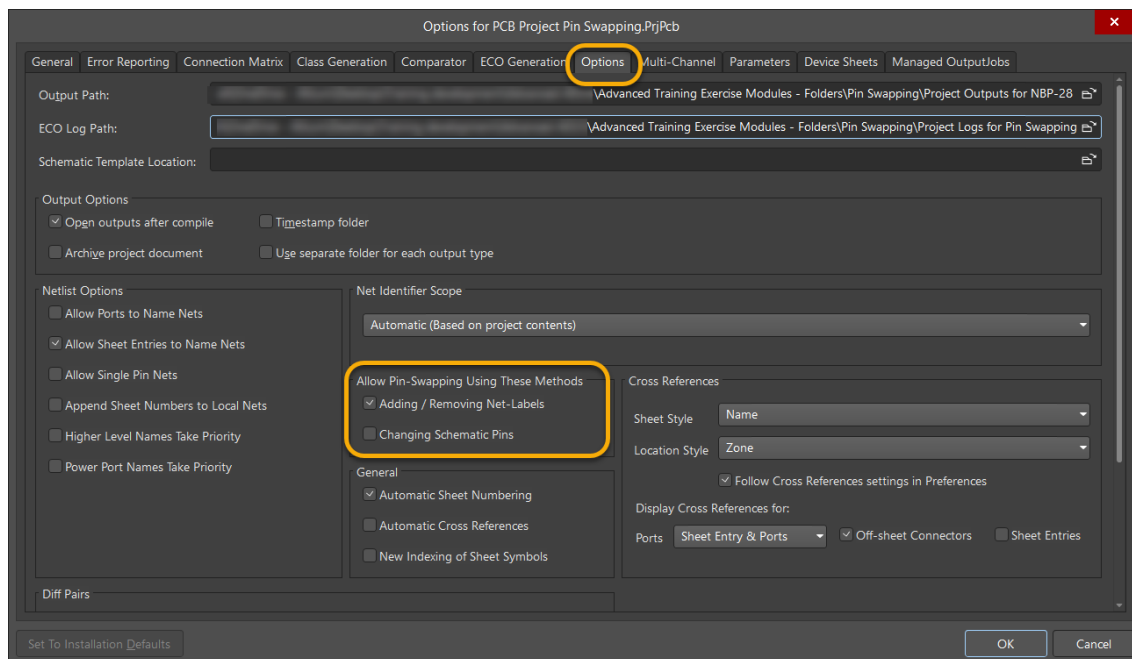 Options for PCB Project Pin Swapping.PrjPcb
General Error Reporting Connection Matrix Class Generation Comparator ECO Generation Options Multi-Channel Parameters Device Sheets Managed OutputJobs
Output Path: \Advanced Training Exercise Modules - Folders\Pin Swapping\Project Outputs for NBP-28
ECO Log Path: \Advanced Training Exercise Modules - Folders\Pin Swapping\Project Logs for Pin Swapping
Schematic Template Location:
Output Options
Open outputs after compile Timestamp folder
Archive project document Use separate folder for each output type
Netlist Options
Allow Ports to Name Nets
Allow Sheet Entries to Name Nets
Allow Single Pin Nets
Append Sheet Numbers to Local Nets
Higher Level Names Take Priority
Power Port Names Take Priority
Net Identifier Scope
Automatic (Based on project contents)
Allow Pin-Swapping Using These Methods
Adding / Removing Net-Labels
Changing Schematic Pins
General
Automatic Sheet Numbering
Automatic Cross References
New Indexing of Sheet Symbols
Cross References
Sheet Style Name
Location Style Zone
Follow Cross References settings in Preferences
Display Cross References for:
Ports Sheet Entry & Ports Off-sheet Connectors Sheet Entries
Diff Pairs
Set To Installation Defaults OK Cancel